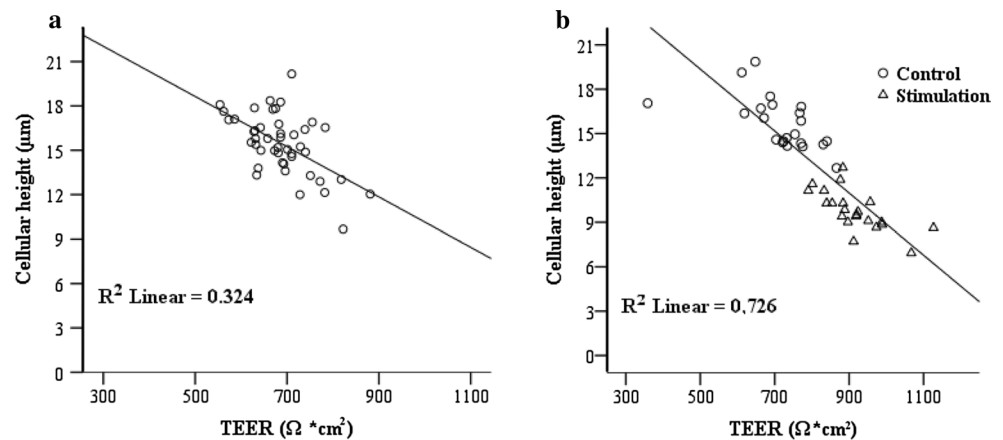 a
21
18
15
12
9
6
3
0
Cellular height (µm)
R² Linear = 0.324
300 500 700 900 1100
TEER (Ω *cm²)
b
21
18
15
12
9
6
3
0
Cellular height (µm)
Control
Stimulation
R² Linear = 0,726
300 500 700 900 1100
TEER (Ω *cm²)